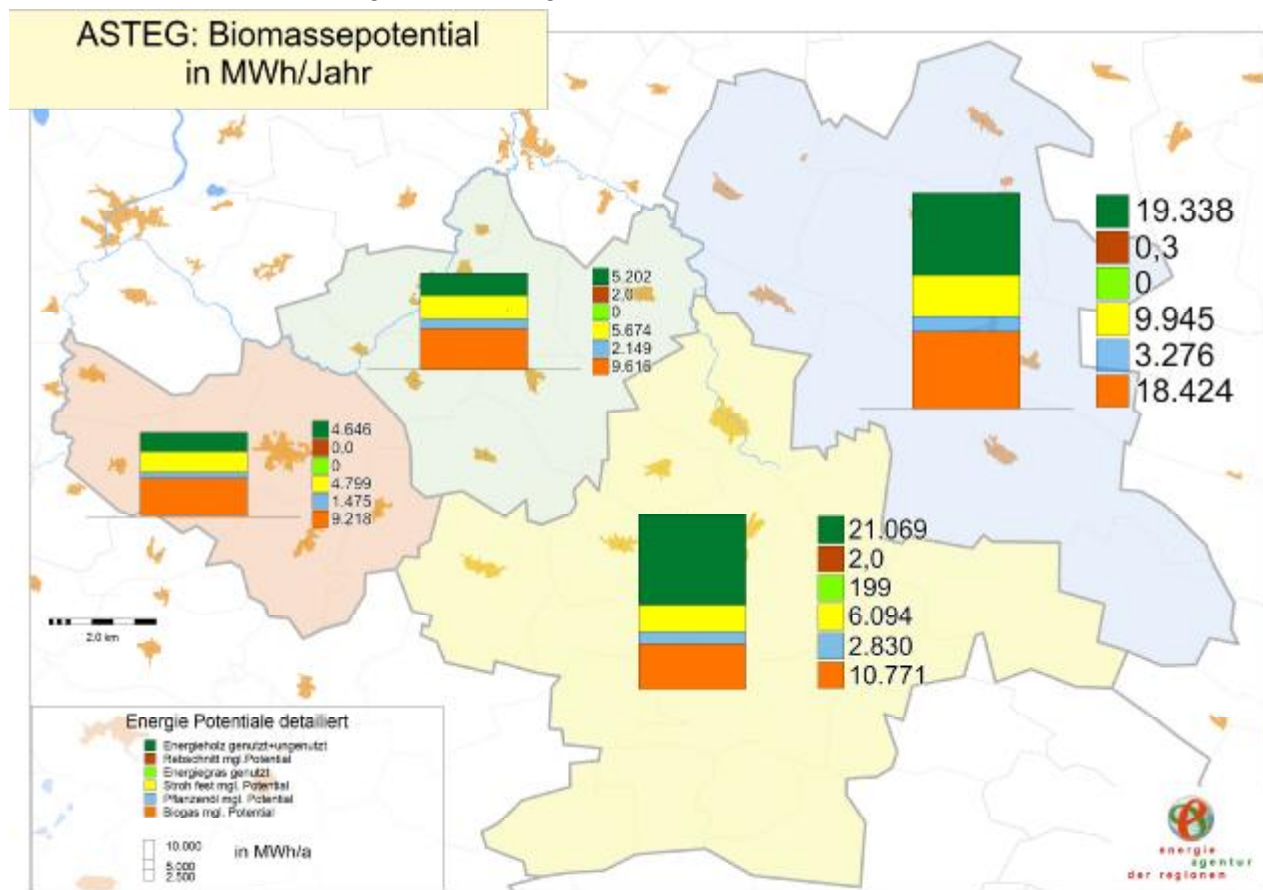 ASTEG: Biomassepotential
in MWh/Jahr
19.338
0,3
0
9.945
3.276
18.424
5.202
2,0
0
5.674
2.149
9.616
4.646
0,0
0
4.799
1.475
9.218
21.069
2,0
199
6.094
2.830
10.771
2.0 km
Energie Potentiale detailiert
Energieholz genutzt+ungenutzt
Rebschnitt mgl.Potential
Energiegras genutzt
Stroh fest mgl. Potential
Pflanzenöl mgl. Potential
Biogas mgl. Potential
10.000
5.000
2.500
in MWh/a
energie
agentur
der regionen